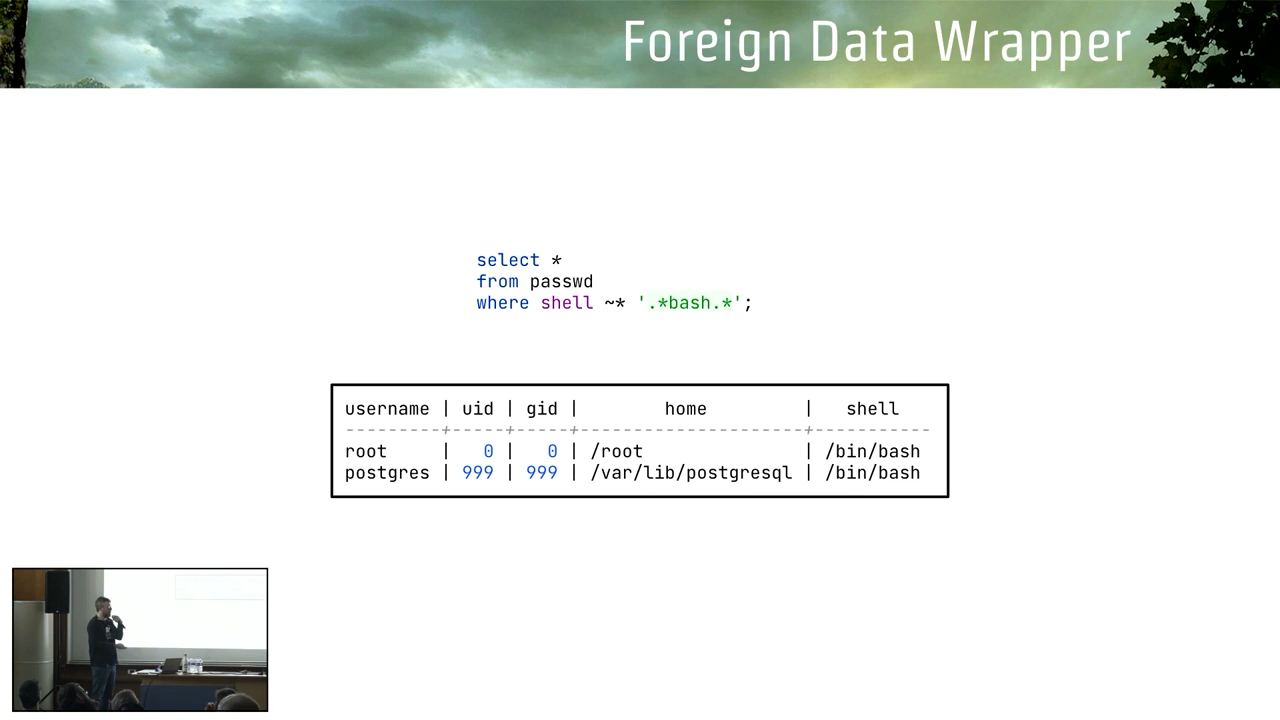 Foreign Data Wrapper
select *
from passwd
where shell ~* '.*bash.*';
username | uid | gid |        home         |   shell
---------+-----+-----+---------------------+-----------
root     |   0 |   0 | /root               | /bin/bash
postgres | 999 | 999 | /var/lib/postgresql | /bin/bash